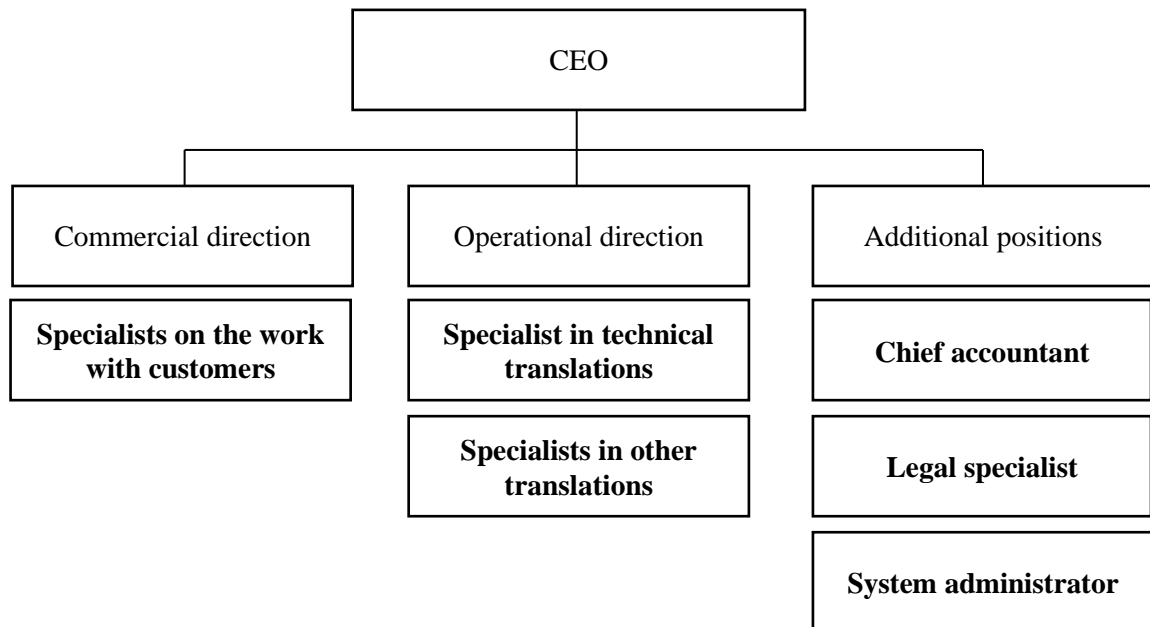 CEO
Commercial direction
Operational direction
Additional positions
Specialists on the work
with customers
Specialist in technical
translations
Chief accountant
Specialists in other
translations
Legal specialist
System administrator